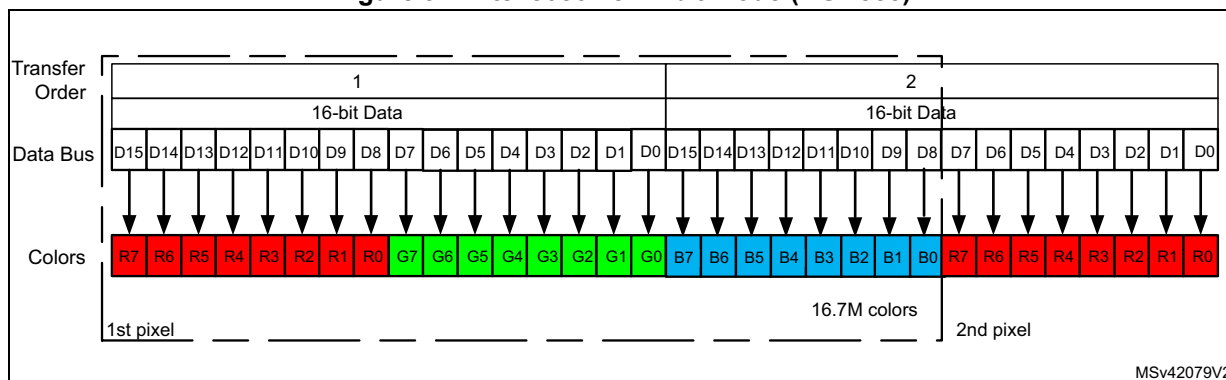 Transfer Order 1 2
16-bit Data 16-bit Data
Data Bus D15 D14 D13 D12 D11 D10 D9 D8 D7 D6 D5 D4 D3 D2 D1 D0 D15 D14 D13 D12 D11 D10 D9 D8 D7 D6 D5 D4 D3 D2 D1 D0
Colors R7 R6 R5 R4 R3 R2 R1 R0 G7 G6 G5 G4 G3 G2 G1 G0 B7 B6 B5 B4 B3 B2 B1 B0 R7 R6 R5 R4 R3 R2 R1 R0
16.7M colors
1st pixel 2nd pixel
MSv42079V2